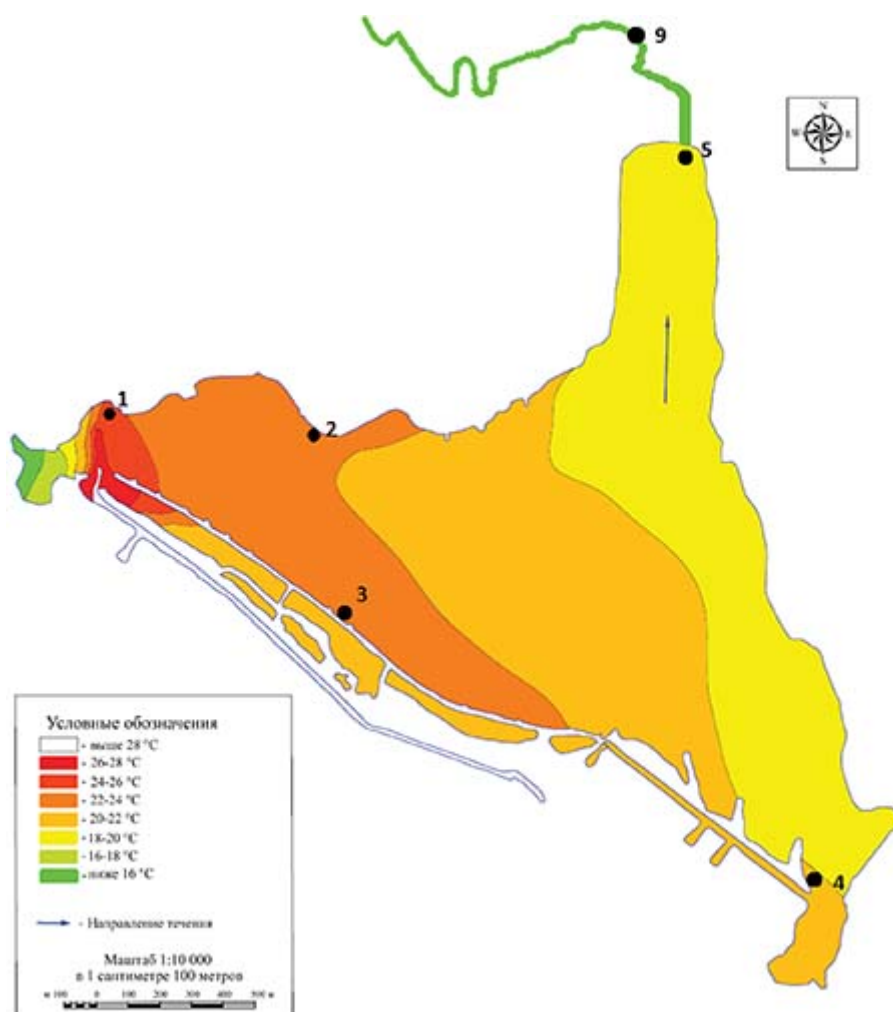 9
N
W E
S
5
1
2
3
4
Условные обозначения
- выше 28 °C
- 26-28 °C
- 24-26 °C
- 22-24 °C
- 20-22 °C
- 18-20 °C
- 16-18 °C
- ниже 16 °C
- Направление течения
Маштаб 1:10 000
в 1 сантиметре 100 метров
м 100 0 100 200 300 400 500 м